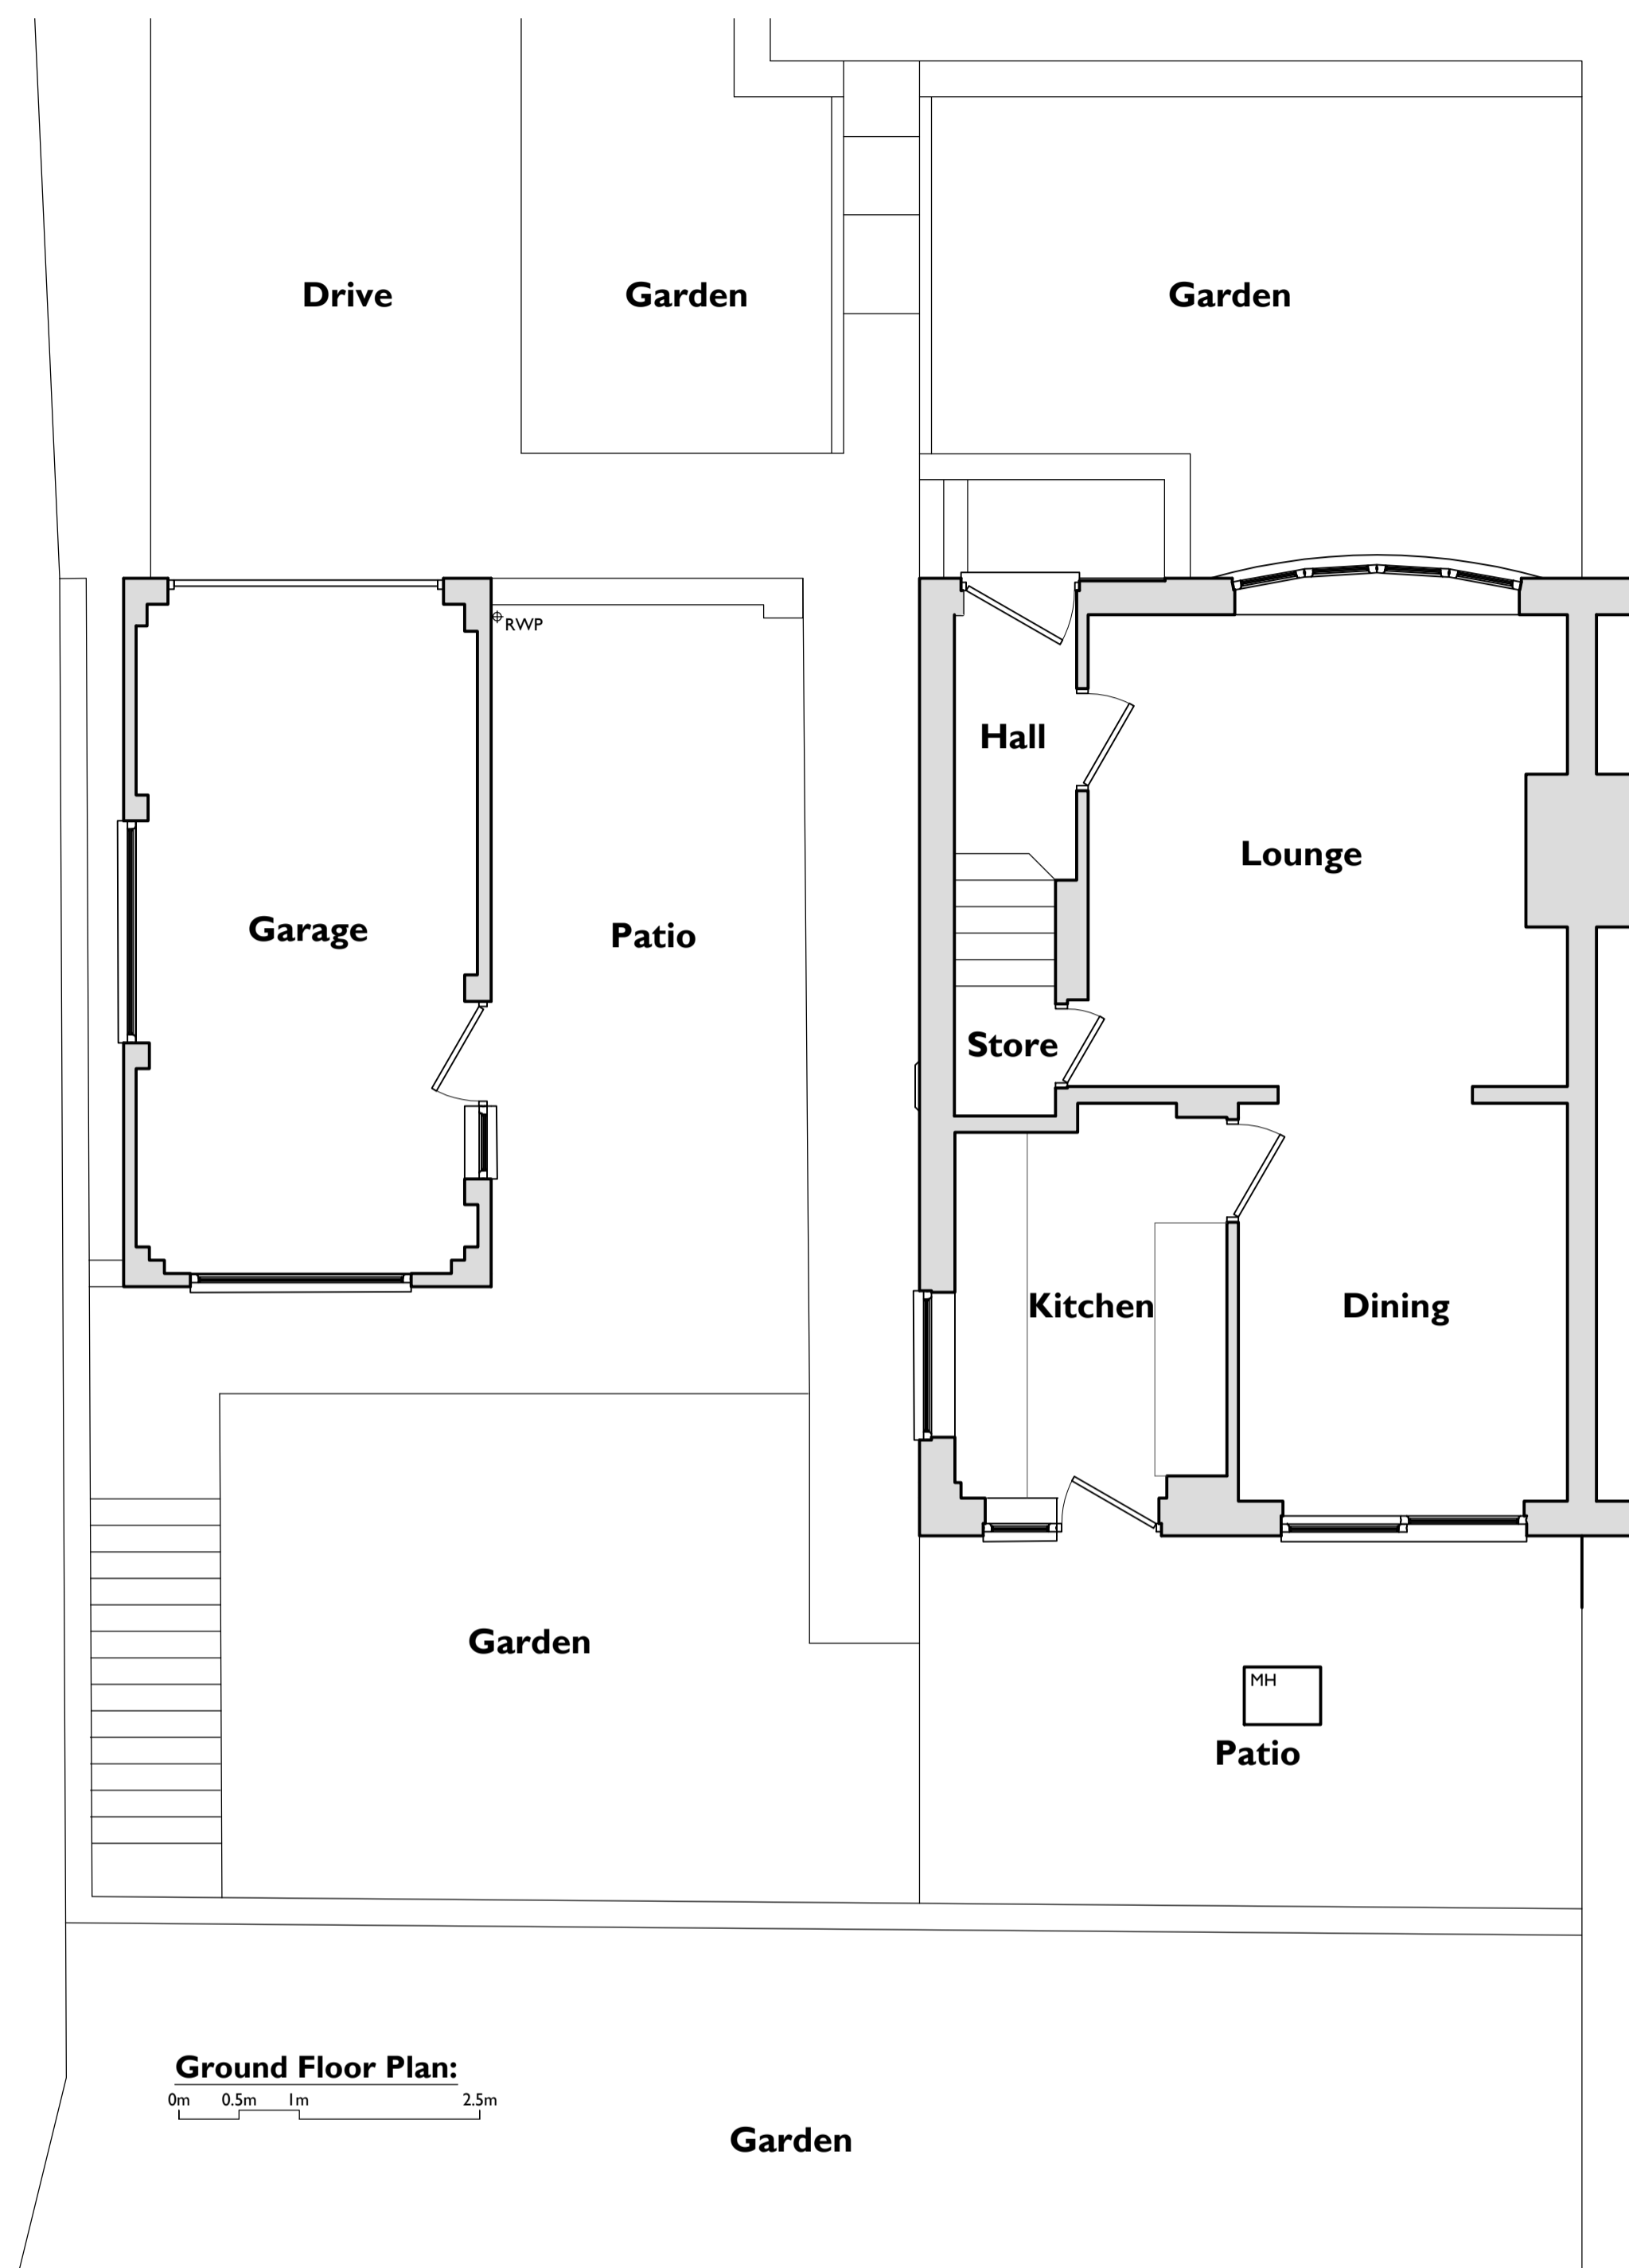 Drive
Garden
Garden
RWP
Hall
Lounge
Garage
Patio
Store
Kitchen
Dining
Garden
MH
Patio
Ground Floor Plan:
0m 0.5m 1m 2.5m
Garden